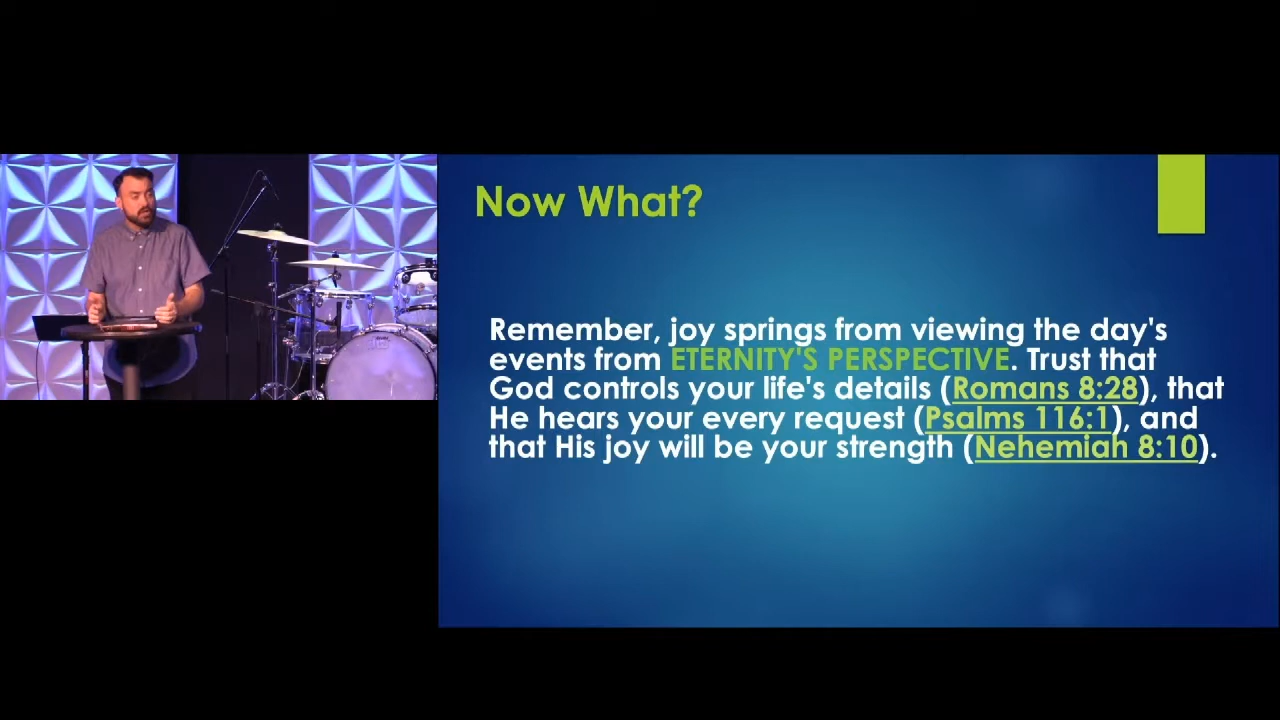 Now What?
Remember, joy springs from viewing the day's
events from ETERNITY'S PERSPECTIVE. Trust that
God controls your life's details (Romans 8:28), that
He hears your every request (Psalms 116:1), and
that His joy will be your strength (Nehemiah 8:10).